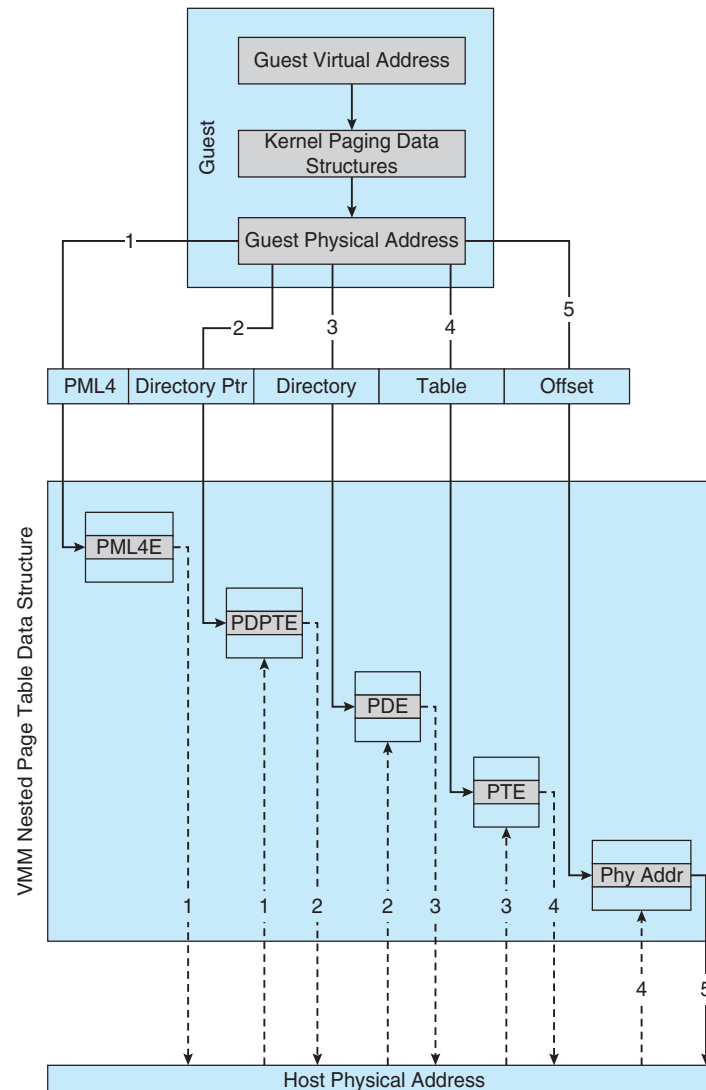 Guest Virtual Address
Kernel Paging Data
Structures
Guest
Guest Physical Address
1
2
3
4
5
PML4
Directory Ptr
Directory
Table
Offset
VMM Nested Page Table Data Structure
PML4E
PDPTE
PDE
PTE
Phy Addr
1
1
2
2
3
3
4
4
5
Host Physical Address